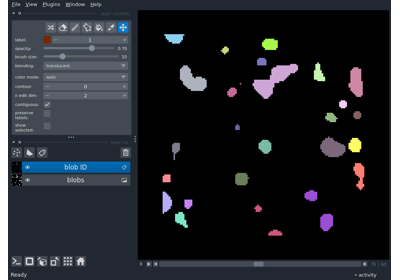 File View Plugins Window Help
label: 1
opacity: 0.70
brush size: 10
blending: translucent
color mode: auto
contour: 0
n edit dim: 2
contiguous:
preserve labels:
show selected:
blob ID
blobs
Ready
activity